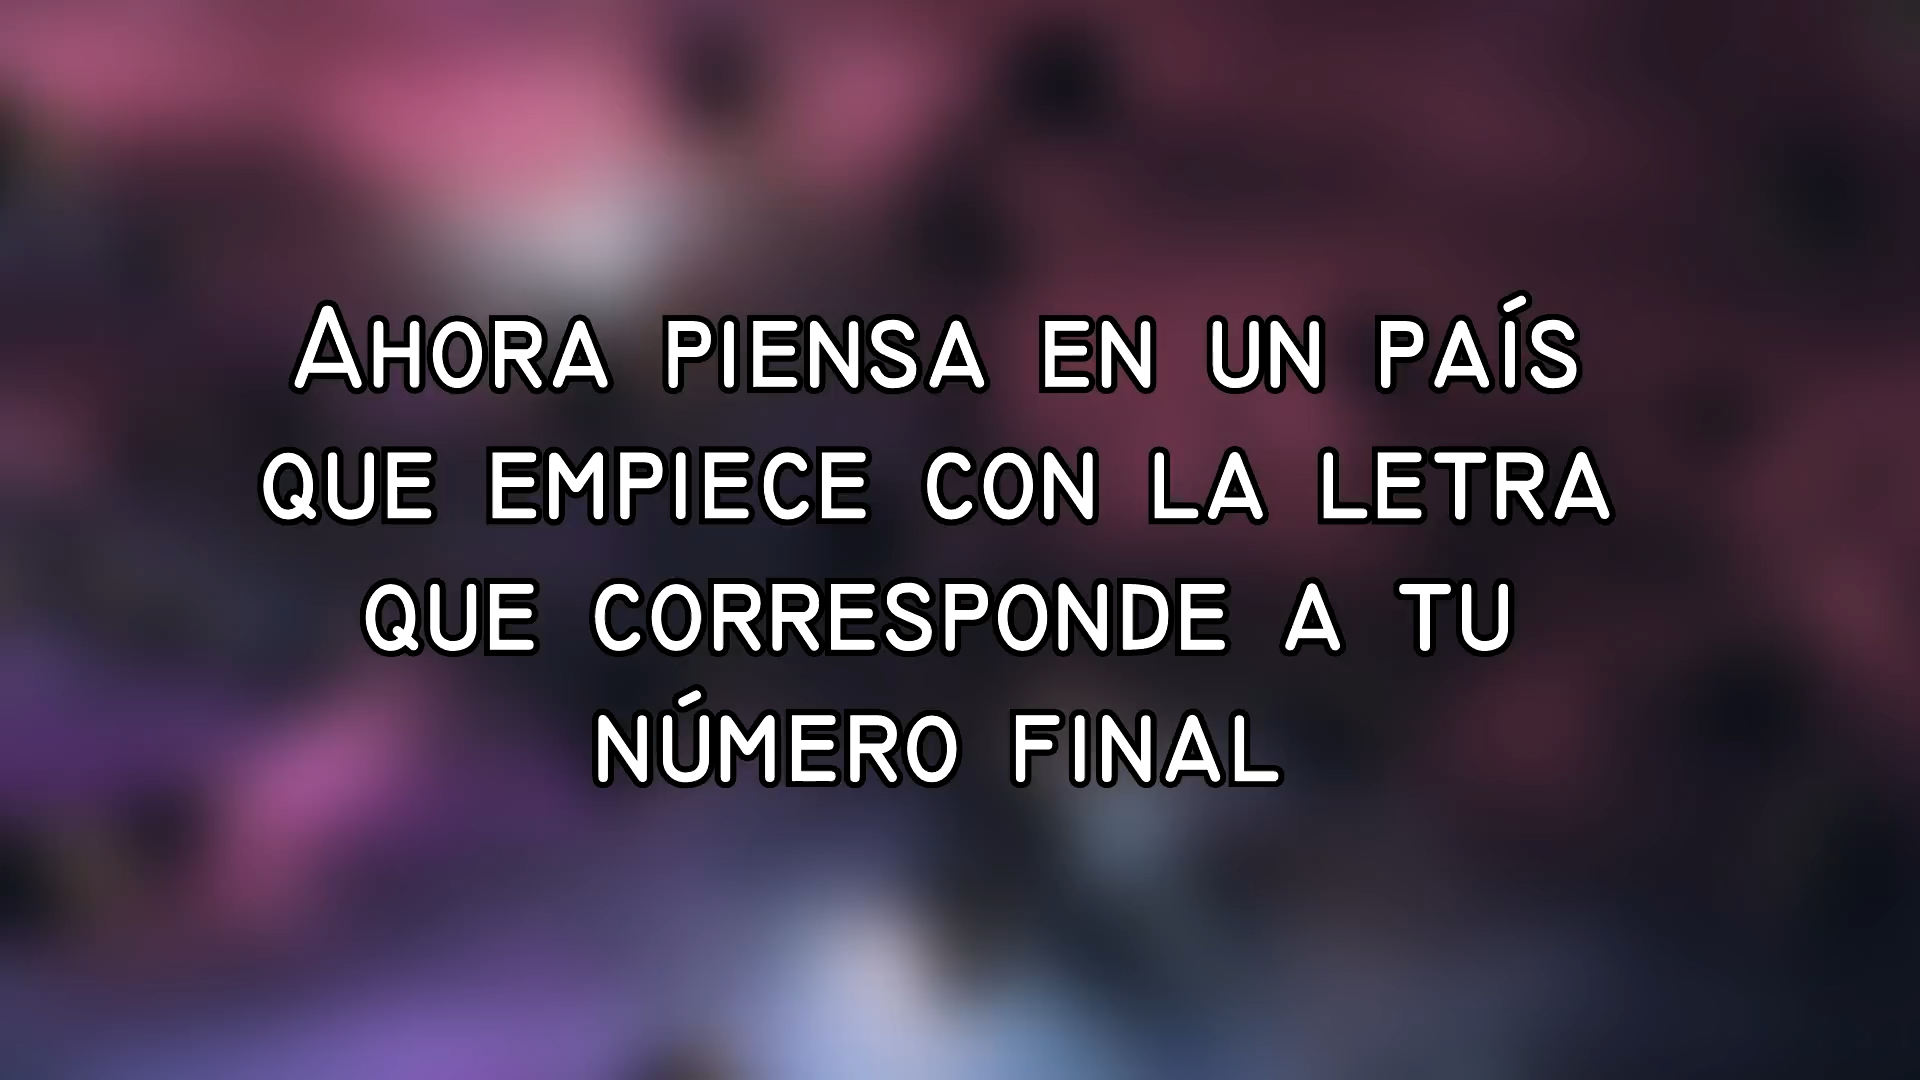 Ahora piensa en un país
que empiece con la letra
que corresponde a tu
número final